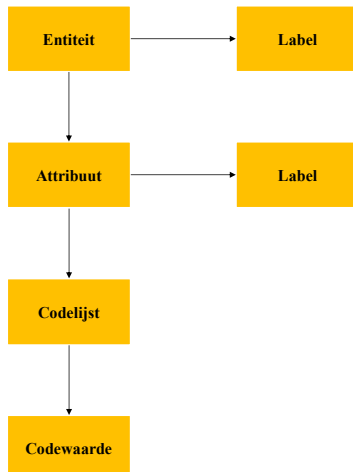 Entiteit
Label
Attribuut
Label
Codelijst
Codewaarde